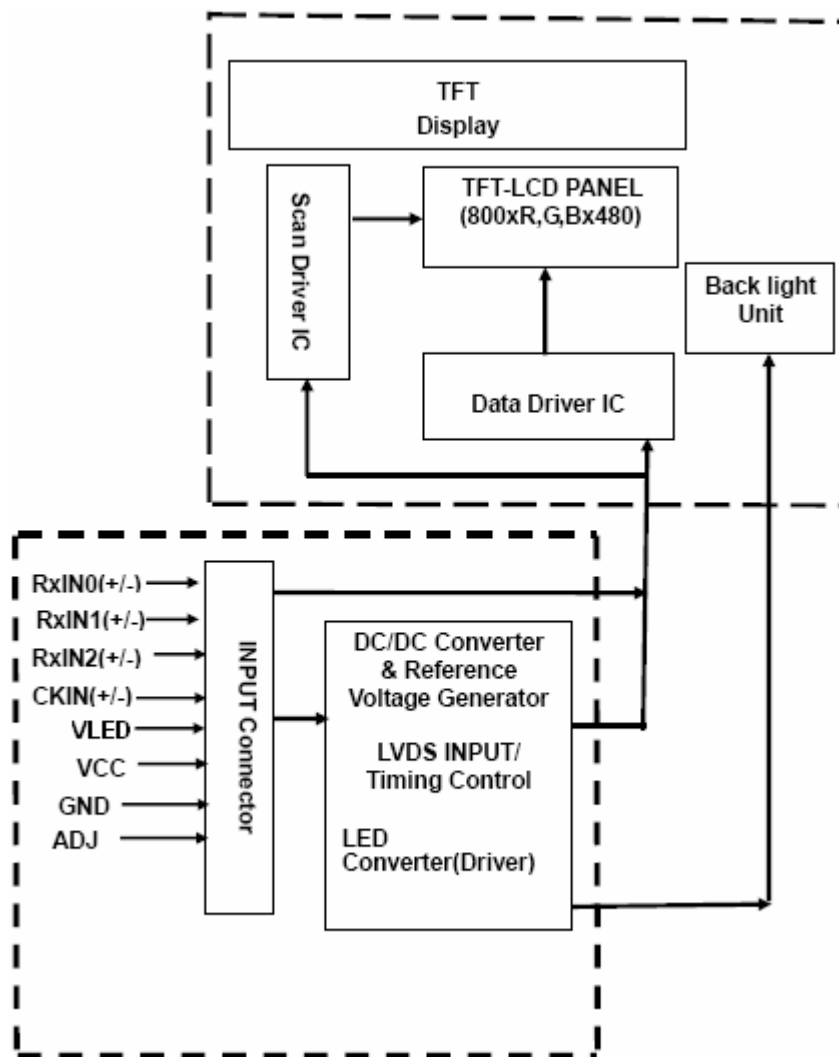 TFT
Display
TFT-LCD PANEL
(800xR,G,Bx480)
Scan Driver IC
Back light
Unit
Data Driver IC
RxIN0(+/-)
RxIN1(+/-)
RxIN2(+/-)
CKIN(+/-)
VLED
VCC
GND
ADJ
INPUT Connector
DC/DC Converter
& Reference
Voltage Generator
LVDS INPUT/
Timing Control
LED
Converter(Driver)